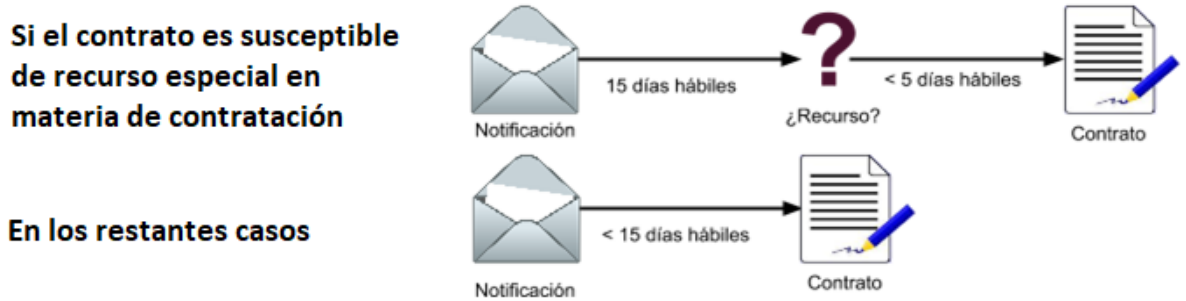 Si el contrato es susceptible
de recurso especial en
materia de contratación
15 días hábiles
< 5 días hábiles
Notificación
¿Recurso?
Contrato
En los restantes casos
< 15 días hábiles
Notificación
Contrato